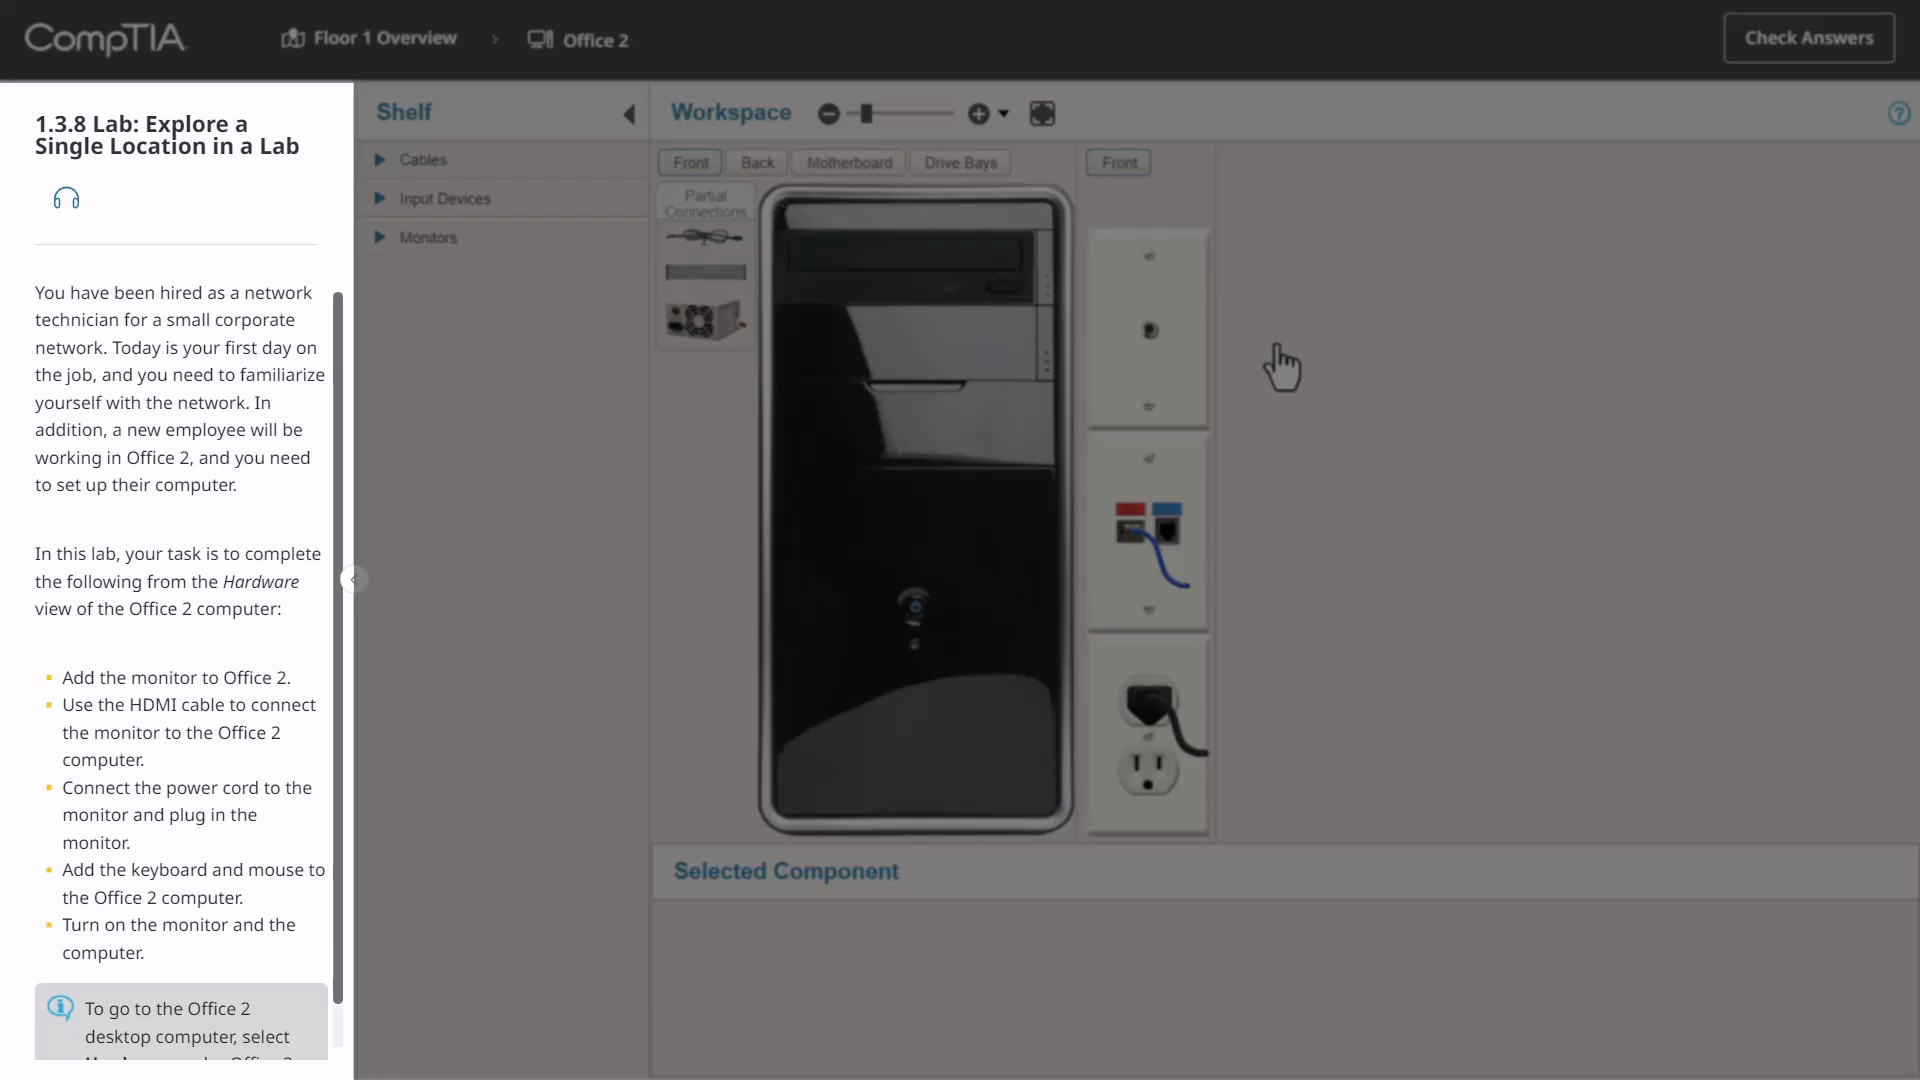 CompTIA
Floor 1 Overview
Office 2
Check Answers
1.3.8 Lab: Explore a
Single Location in a Lab
You have been hired as a network
technician for a small corporate
network. Today is your first day on
the job, and you need to familiarize
yourself with the network. In
addition, a new employee will be
working in Office 2, and you need
to set up their computer.
In this lab, your task is to complete
the following from the Hardware
view of the Office 2 computer:
Add the monitor to Office 2.
Use the HDMI cable to connect
the monitor to the Office 2
computer.
Connect the power cord to the
monitor and plug in the
monitor.
Add the keyboard and mouse to
the Office 2 computer.
Turn on the monitor and the
computer.
To go to the Office 2
desktop computer, select
Shelf
Cables
Input Devices
Monitors
Workspace
Front
Back
Motherboard
Drive Bays
Front
Partial
Connections
Selected Component